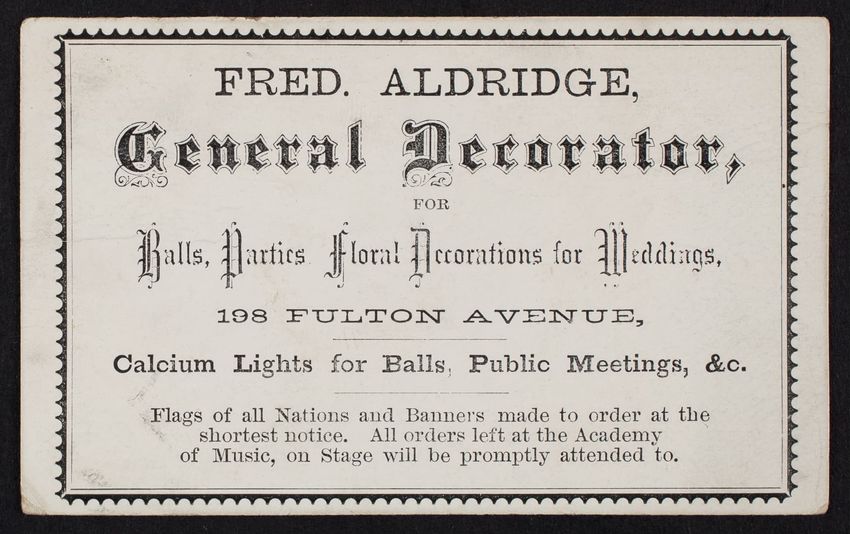 FRED. ALDRIDGE,
General Decorator,
FOR
Balls, Parties Floral Decorations for Weddings,
198 FULTON AVENUE,
Calcium Lights for Balls, Public Meetings, &c.
Flags of all Nations and Banners made to order at the
shortest notice. All orders left at the Academy
of Music, on Stage will be promptly attended to.